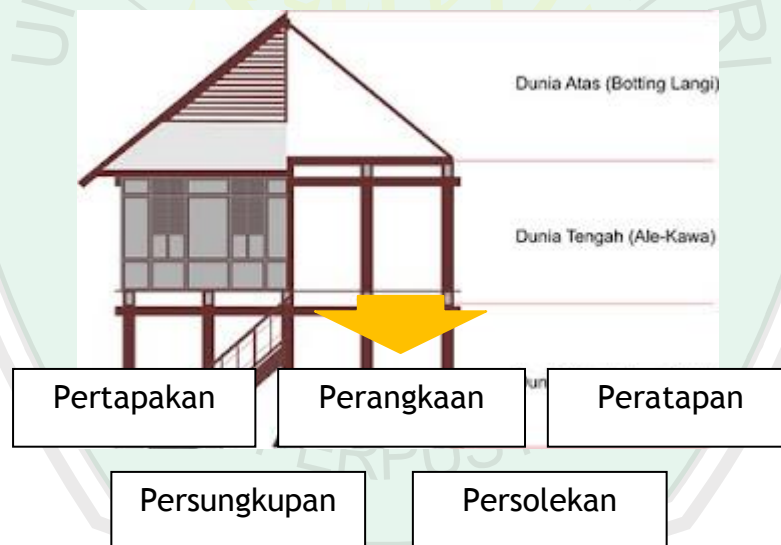 Dunia Atas (Botting Langi)
Dunia Tengah (Ale-Kawa)
Pertapakan
Perangkaan
Peratapan
Persungkupan
Persolekan